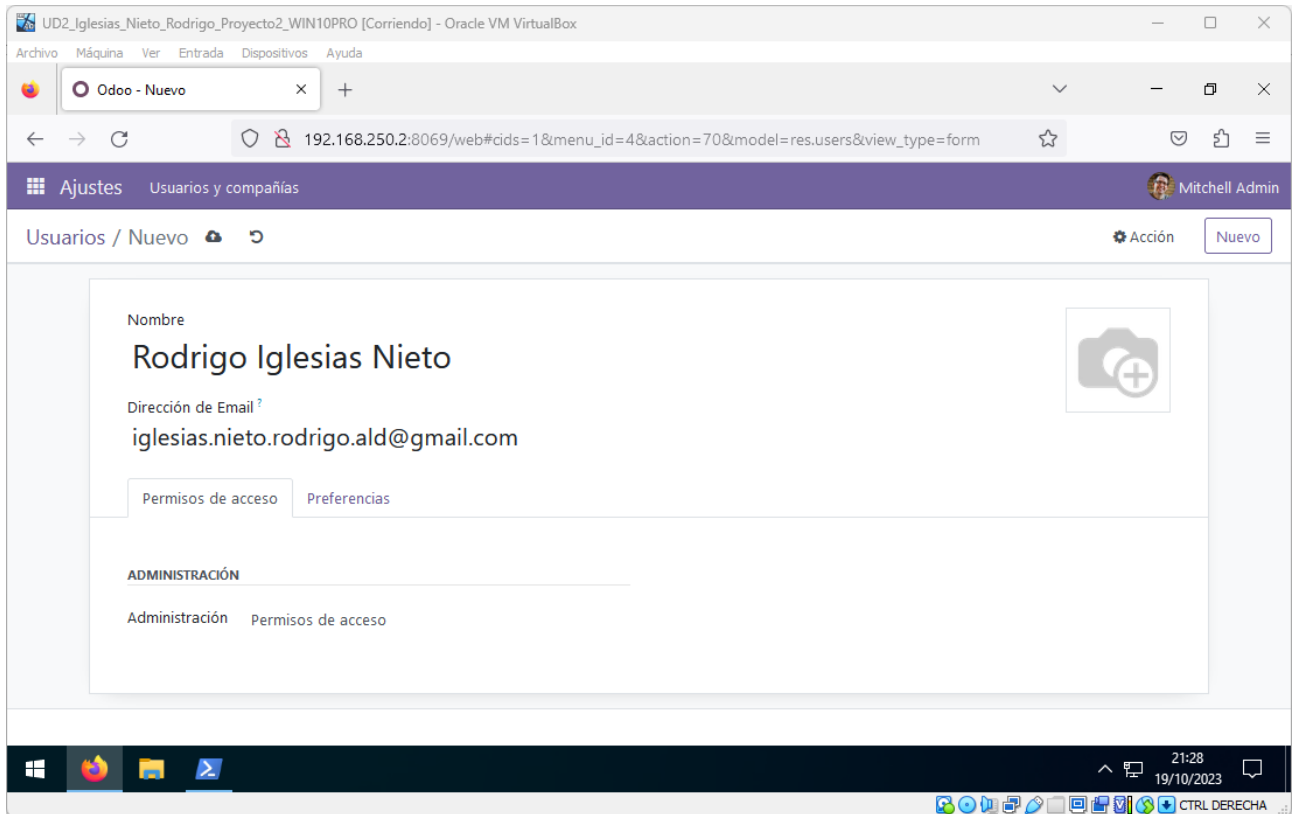 UD2_Iglesias_Nieto_Rodrigo_Proyecto2_WIN10PRO [Corriendo] - Oracle VM VirtualBox
Archivo Máquina Ver Entrada Dispositivos Ayuda
Odoo - Nuevo
192.168.250.2:8069/web#cids=1&menu_id=4&action=70&model=res.users&view_type=form
Ajustes Usuarios y compañías Mitchell Admin
Usuarios / Nuevo Acción Nuevo
Nombre
Rodrigo Iglesias Nieto
Dirección de Email ?
iglesias.nieto.rodrigo.ald@gmail.com
Permisos de acceso Preferencias
ADMINISTRACIÓN
Administración Permisos de acceso
21:28
19/10/2023
CTRL DERECHA